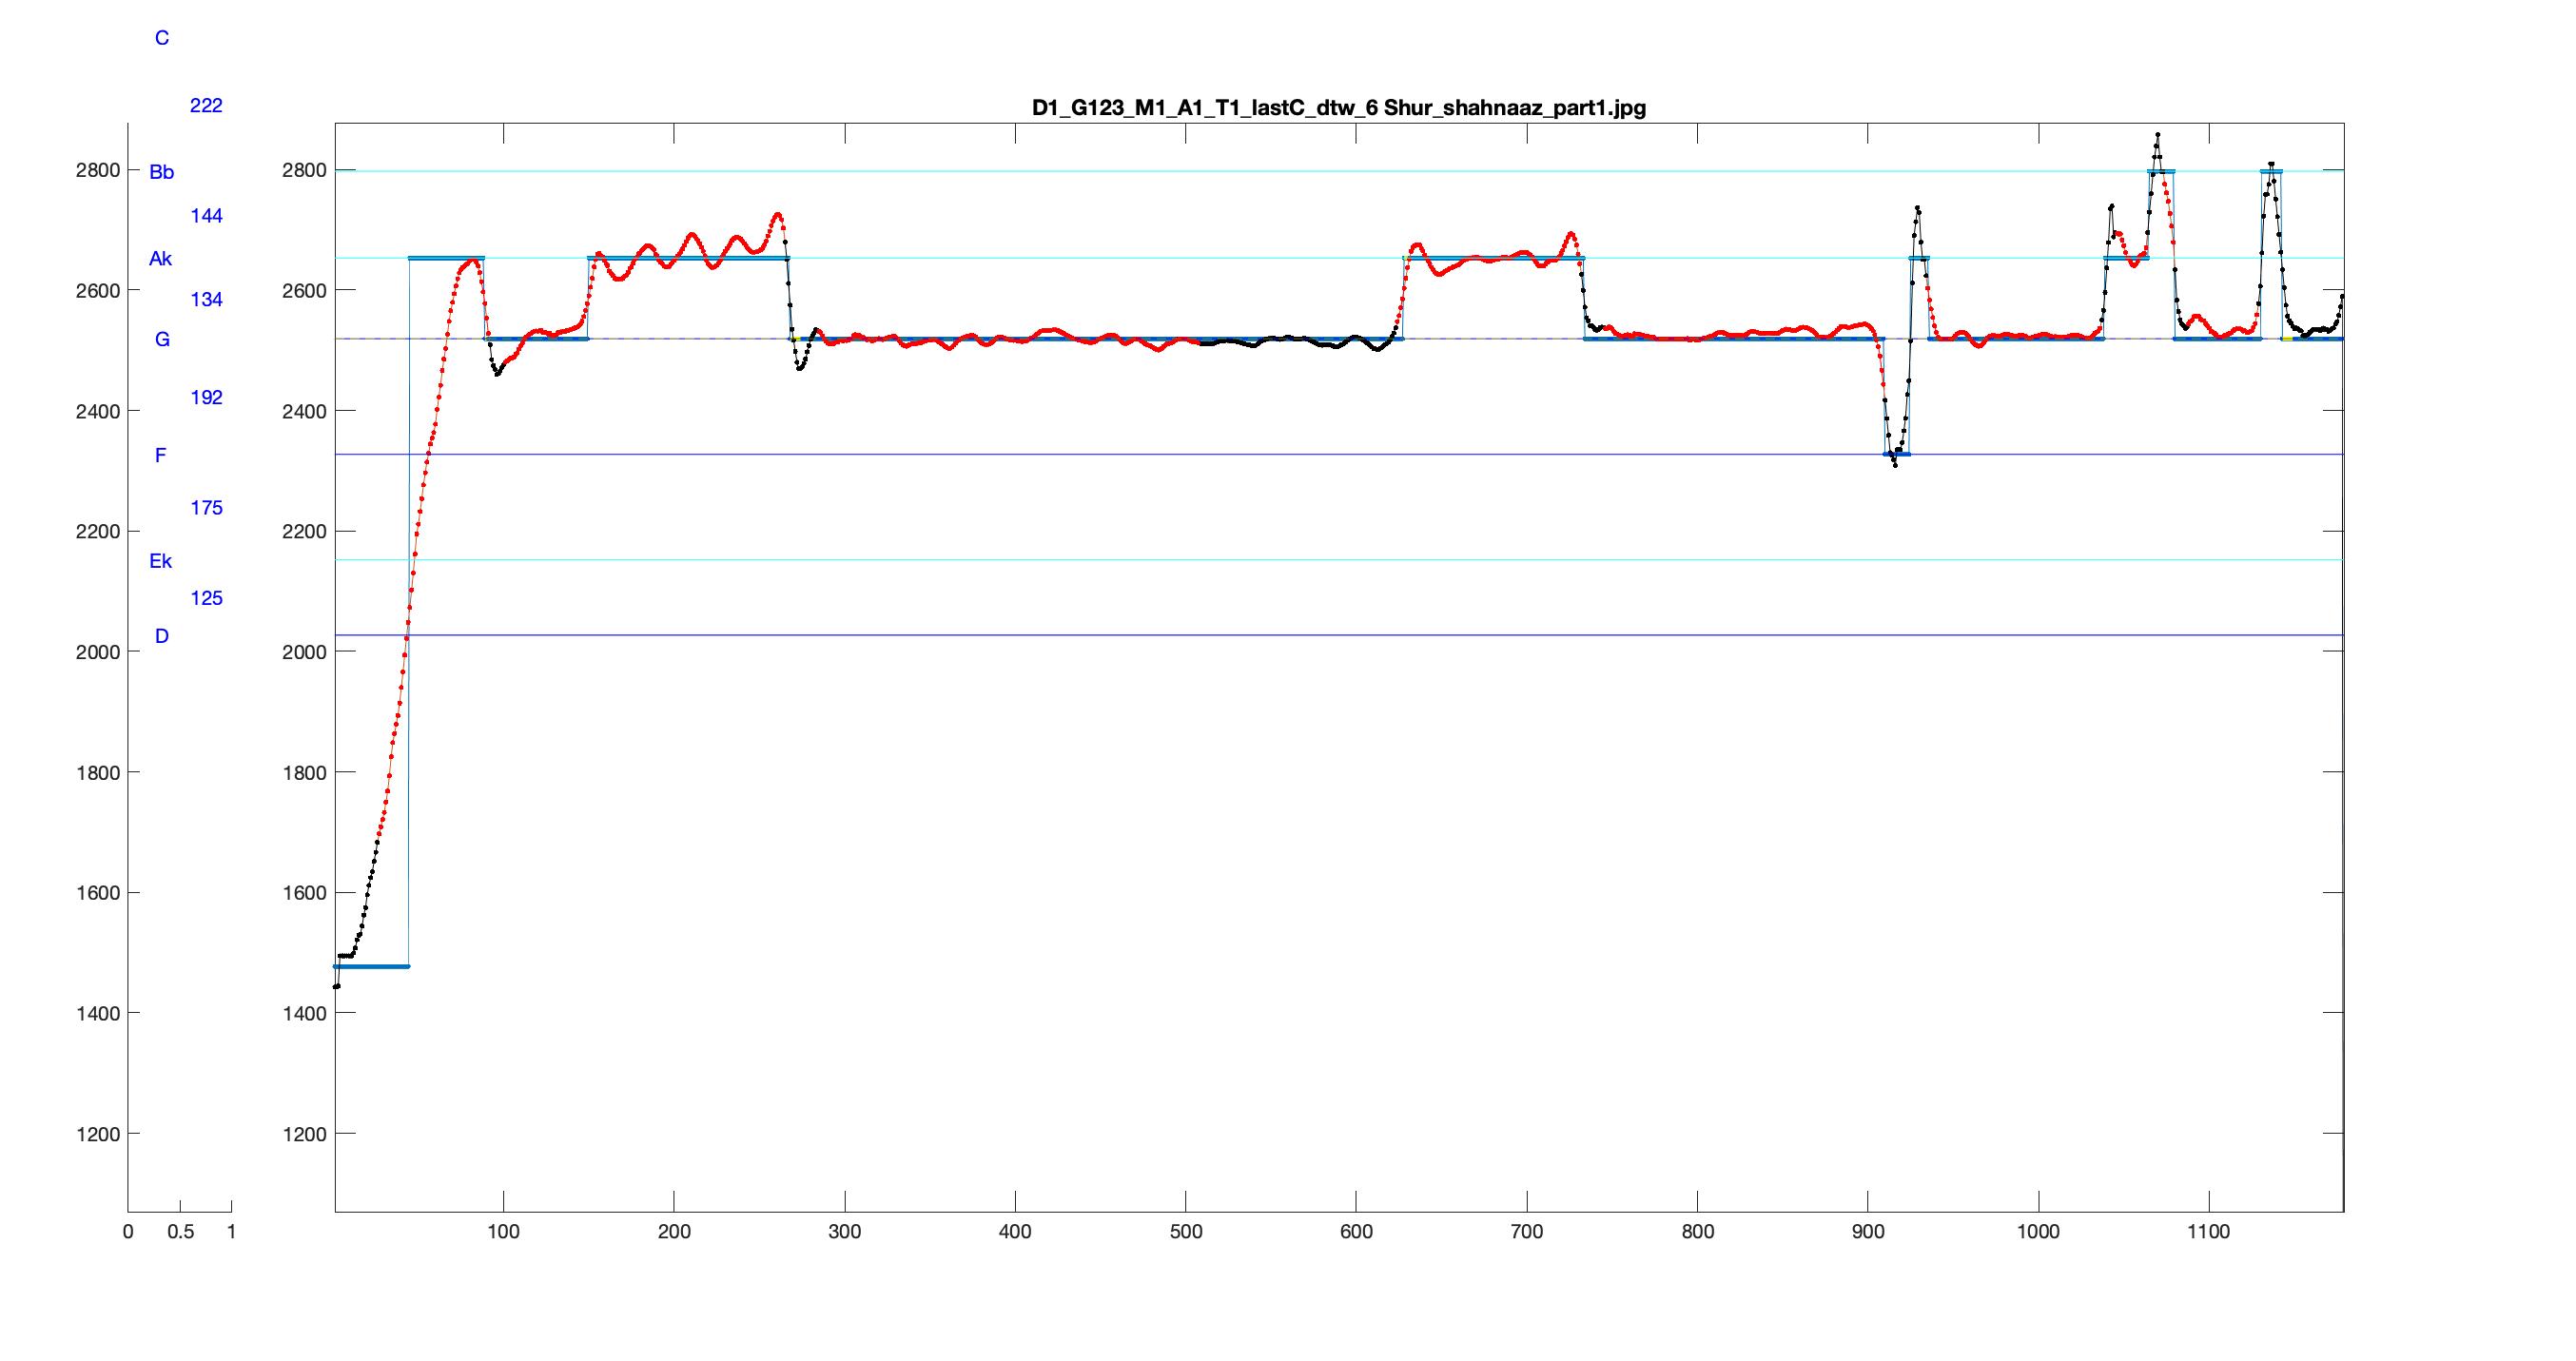 C
222
D1_G123_M1_A1_T1_lastC_dtw_6 Shur_shahnaaz_part1.jpg
2800 Bb 2800
144
Ak
2600 134 2600
G
2400 192 2400
F
175
2200 2200
Ek
125
D
2000 2000
1800 1800
1600 1600
1400 1400
1200 1200
0 0.5 1 100 200 300 400 500 600 700 800 900 1000 1100